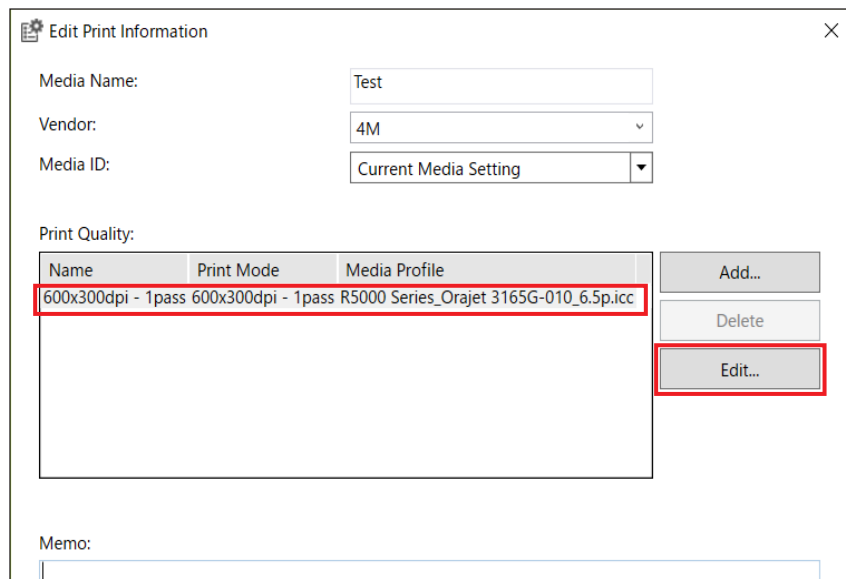 Edit Print Information
Media Name:
Test
Vendor:
4M
Media ID:
Current Media Setting
Print Quality:
Name Print Mode Media Profile
600x300dpi - 1pass 600x300dpi - 1pass R5000 Series_Orajet 3165G-010_6.5p.icc
Add...
Delete
Edit...
Memo: